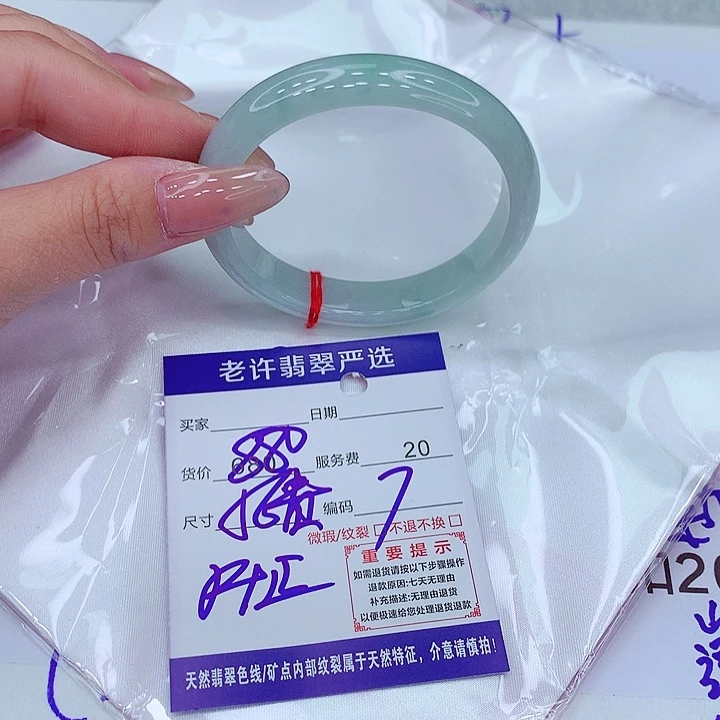 老许翡翠严选
买家 日期
货价 880 服务费 20
尺寸 编码 7
微瑕/纹裂 不退不换
重要提示
如需退货请按以下步骤操作
退款原因:七天无理由
补充描述:无理由退货
以便极速给您处理退货退款
天然翡翠色线/矿点内部纹裂属于天然特征，介意请慎拍!